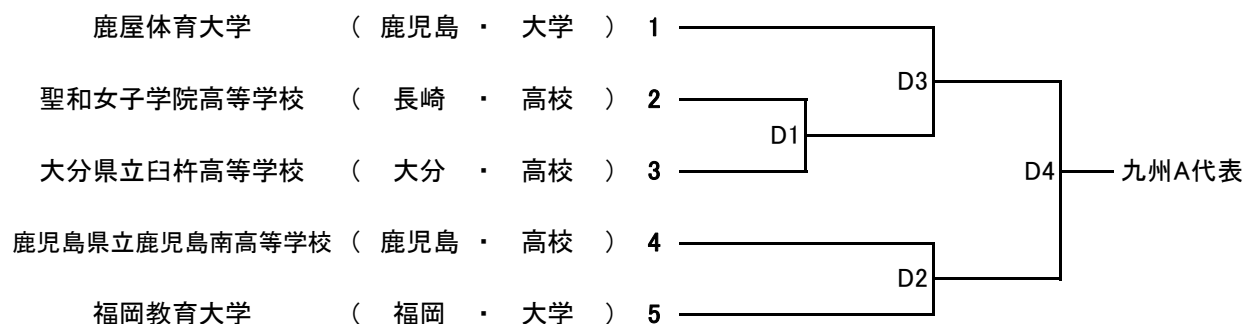 鹿屋体育大学 ( 鹿児島 ・ 大学 ) 1
D3
聖和女子学院高等学校 ( 長崎 ・ 高校 ) 2
D1
大分県立臼杵高等学校 ( 大分 ・ 高校 ) 3
D4 九州A代表
鹿児島県立鹿児島南高等学校 ( 鹿児島 ・ 高校 ) 4
D2
福岡教育大学 ( 福岡 ・ 大学 ) 5